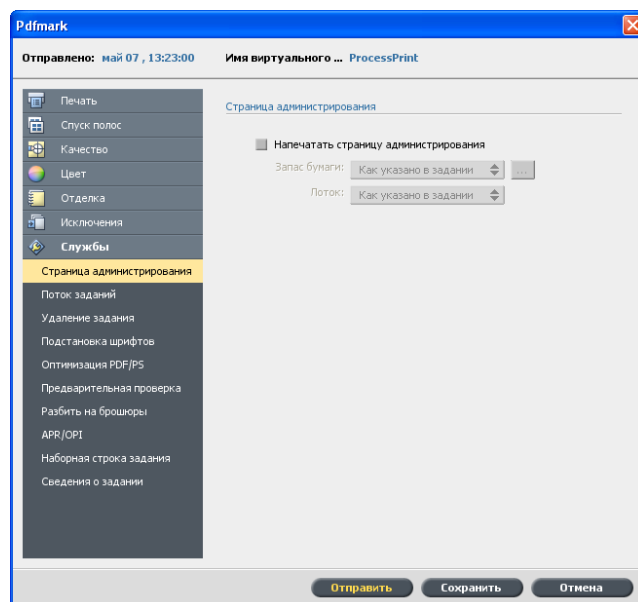 Pdfmark
Отправлено: май 07 , 13:23:00 Имя виртуального ... ProcessPrint
Печать
Спуск полос
Качество
Цвет
Отделка
Исключения
Службы
Страница администрирования
Поток заданий
Удаление задания
Подстановка шрифтов
Оптимизация PDF/PS
Предварительная проверка
Разбить на брошюры
APR/OPI
Наборная строка задания
Сведения о задании
Страница администрирования
Напечатать страницу администрирования
Запас бумаги: Как указано в задании ...
Лоток: Как указано в задании
Отправить Сохранить Отмена